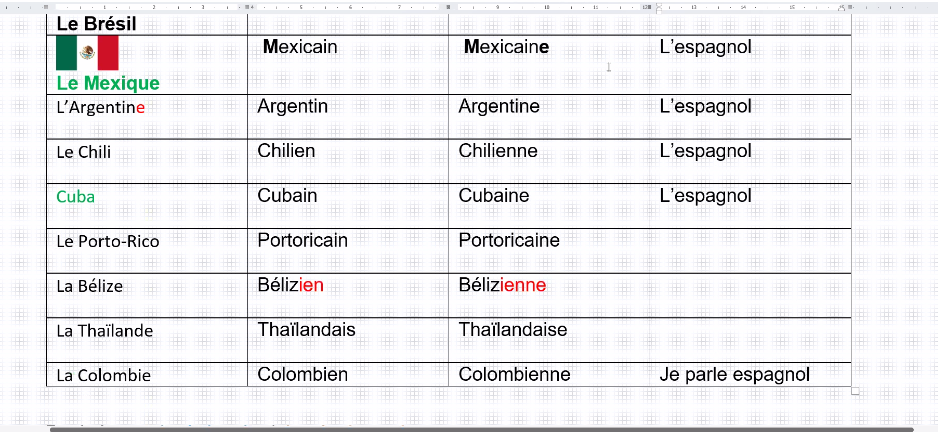 Le Brésil
Mexicain Mexicaine L'espagnol
Le Mexique
L'Argentine Argentin Argentine L'espagnol
Le Chili Chilien Chilienne L'espagnol
Cuba Cubain Cubaine L'espagnol
Le Porto-Rico Portoricain Portoricaine
La Bélize Bélizien Bélizienne
La Thaïlande Thaïlandais Thaïlandaise
La Colombie Colombien Colombienne Je parle espagnol